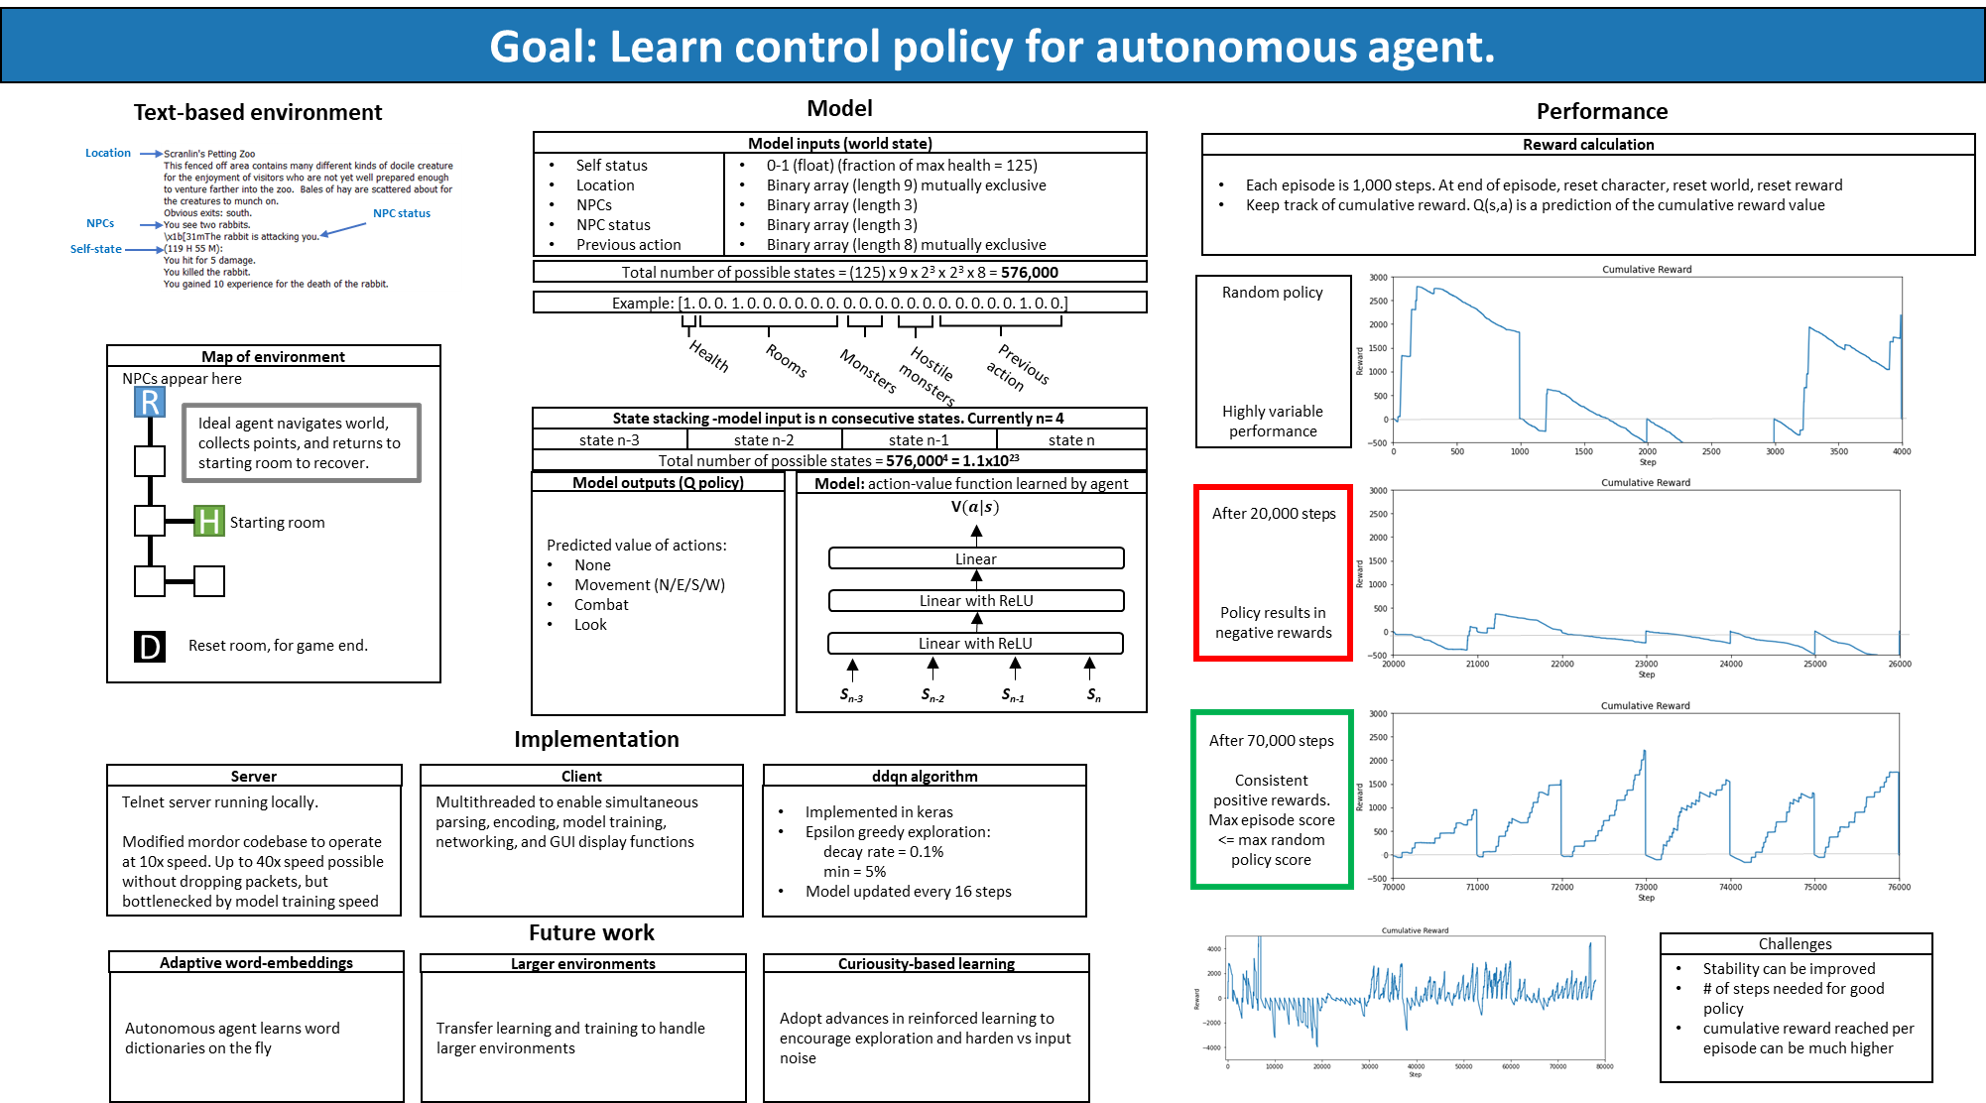 Goal: Learn control policy for autonomous agent.
Text-based environment
Location
Scranlin's Petting Zoo
This fenced off area contains many different kinds of docile creature
for the enjoyment of visitors who are not yet well prepared enough
to venture farther into the zoo.  Bales of hay are scattered about for
the creatures to munch on.
Obvious exits: south.
NPCs
You see two rabbits.
NPC status
\x1b[31mThe rabbit is attacking you.
Self-state
(119 H 55 M):
You hit for 5 damage.
You killed the rabbit.
You gained 10 experience for the death of the rabbit.
Map of environment
NPCs appear here
R
Ideal agent navigates world,
collects points, and returns to
starting room to recover.
H
Starting room
D
Reset room, for game end.
Model
Model inputs (world state)
• Self status
• Location
• NPCs
• NPC status
• Previous action
• 0-1 (float) (fraction of max health = 125)
• Binary array (length 9) mutually exclusive
• Binary array (length 3)
• Binary array (length 3)
• Binary array (length 8) mutually exclusive
Total number of possible states = (125) x 9 x 2³ x 2³ x 8 = 576,000
Example: [1. 0. 0. 1. 0. 0. 0. 0. 0. 0. 0. 0. 0. 0. 0. 0. 0. 0. 0. 0. 0. 1. 0. 0.]
Health
Rooms
Monsters
Hostile
monsters
Previous
action
State stacking -model input is n consecutive states. Currently n= 4
state n-3
state n-2
state n-1
state n
Total number of possible states = 576,000⁴ = 1.1x10²³
Model outputs (Q policy)
Predicted value of actions:
• None
• Movement (N/E/S/W)
• Combat
• Look
Model: action-value function learned by agent
V(a|s)
Linear
Linear with ReLU
Linear with ReLU
Sn-3
Sn-2
Sn-1
Sn
Implementation
Server
Telnet server running locally.
Modified mordor codebase to operate
at 10x speed. Up to 40x speed possible
without dropping packets, but
bottlenecked by model training speed
Client
Multithreaded to enable simultaneous
parsing, encoding, model training,
networking, and GUI display functions
ddqn algorithm
• Implemented in keras
• Epsilon greedy exploration:
decay rate = 0.1%
min = 5%
• Model updated every 16 steps
Future work
Adaptive word-embeddings
Autonomous agent learns word
dictionaries on the fly
Larger environments
Transfer learning and training to handle
larger environments
Curiousity-based learning
Adopt advances in reinforced learning to
encourage exploration and harden vs input
noise
Performance
Reward calculation
• Each episode is 1,000 steps. At end of episode, reset character, reset world, reset reward
• Keep track of cumulative reward. Q(s,a) is a prediction of the cumulative reward value
Random policy
Highly variable
performance
Cumulative Reward
Reward
3000
2500
2000
1500
1000
500
0
-500
0 500 1000 1500 2000 2500 3000 3500 4000
Step
After 20,000 steps
Policy results in
negative rewards
Cumulative Reward
Reward
3000
2500
2000
1500
1000
500
0
-500
20000 21000 22000 23000 24000 25000 26000
Step
After 70,000 steps
Consistent
positive rewards.
Max episode score
<= max random
policy score
Cumulative Reward
Reward
3000
2500
2000
1500
1000
500
0
-500
70000 71000 72000 73000 74000 75000 76000
Step
Cumulative Reward
Reward
4000
2000
0
-2000
-4000
0 10000 20000 30000 40000 50000 60000 70000 80000
Step
Challenges
• Stability can be improved
• # of steps needed for good
policy
• cumulative reward reached per
episode can be much higher